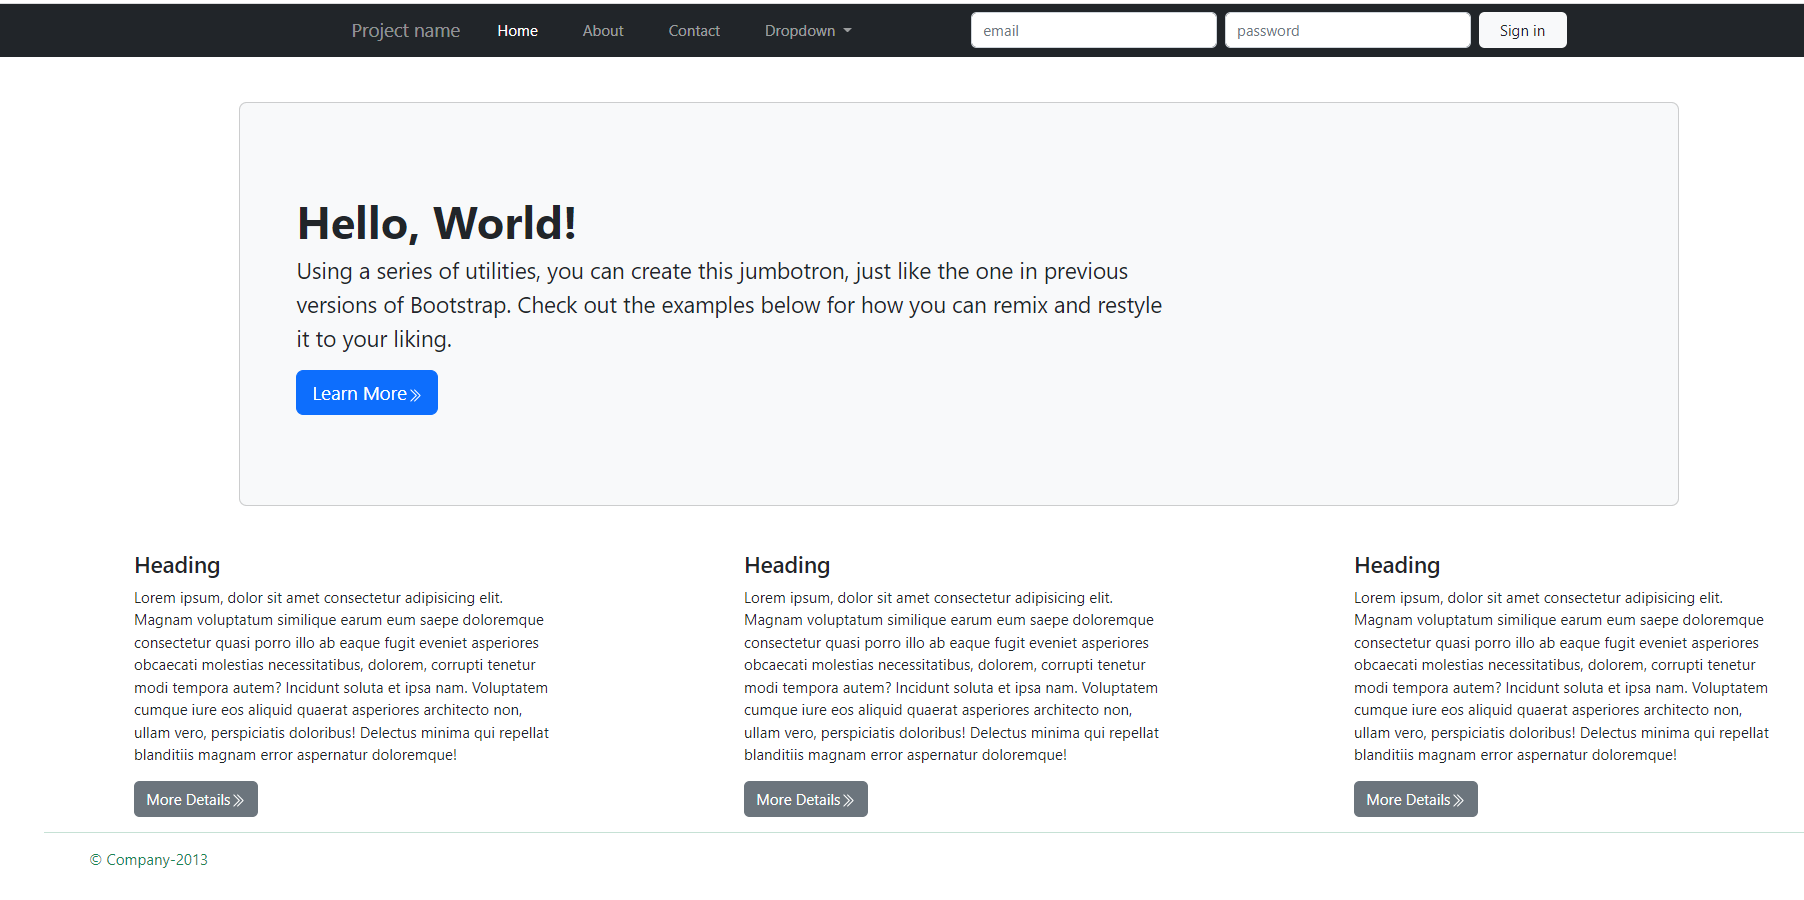 Project name Home About Contact Dropdown email password Sign in
Hello, World!
Using a series of utilities, you can create this jumbotron, just like the one in previous
versions of Bootstrap. Check out the examples below for how you can remix and restyle
it to your liking.
Learn More
Heading
Lorem ipsum, dolor sit amet consectetur adipisicing elit.
Magnam voluptatum similique earum eum saepe doloremque
consectetur quasi porro illo ab eaque fugit eveniet asperiores
obcaecati molestias necessitatibus, dolorem, corrupti tenetur
modi tempora autem? Incidunt soluta et ipsa nam. Voluptatem
cumque iure eos aliquid quaerat asperiores architecto non,
ullam vero, perspiciatis doloribus! Delectus minima qui repellat
blanditiis magnam error aspernatur doloremque!
More Details
Heading
Lorem ipsum, dolor sit amet consectetur adipisicing elit.
Magnam voluptatum similique earum eum saepe doloremque
consectetur quasi porro illo ab eaque fugit eveniet asperiores
obcaecati molestias necessitatibus, dolorem, corrupti tenetur
modi tempora autem? Incidunt soluta et ipsa nam. Voluptatem
cumque iure eos aliquid quaerat asperiores architecto non,
ullam vero, perspiciatis doloribus! Delectus minima qui repellat
blanditiis magnam error aspernatur doloremque!
More Details
Heading
Lorem ipsum, dolor sit amet consectetur adipisicing elit.
Magnam voluptatum similique earum eum saepe doloremque
consectetur quasi porro illo ab eaque fugit eveniet asperiores
obcaecati molestias necessitatibus, dolorem, corrupti tenetur
modi tempora autem? Incidunt soluta et ipsa nam. Voluptatem
cumque iure eos aliquid quaerat asperiores architecto non,
ullam vero, perspiciatis doloribus! Delectus minima qui repellat
blanditiis magnam error aspernatur doloremque!
More Details
© Company-2013